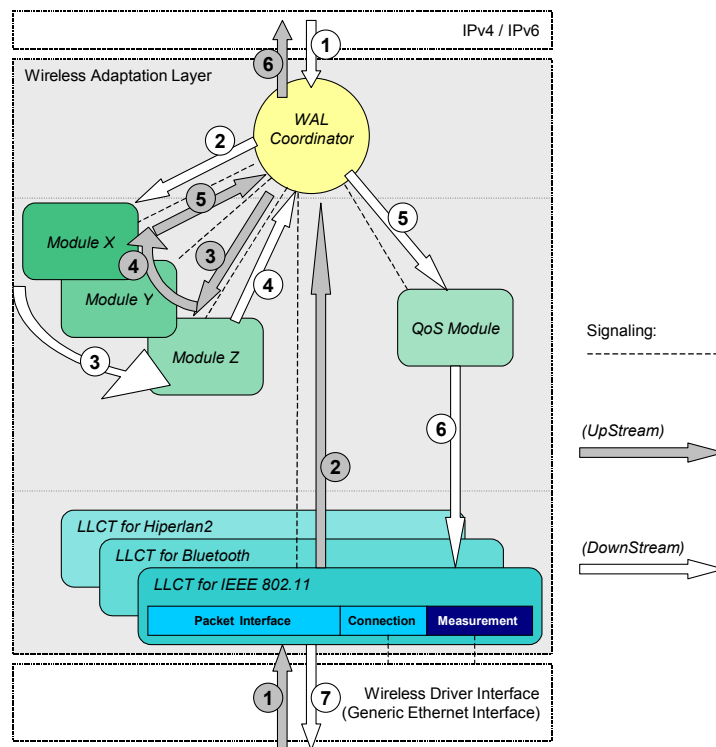 IPv4 / IPv6
1
6
Wireless Adaptation Layer
WAL
Coordinator
2
5
5
Module X
3
4
4
Module Y
QoS Module
Signaling:
Module Z
3
6
(UpStream)
2
LLCT for Hiperlan2
LLCT for Bluetooth
(DownStream)
LLCT for IEEE 802.11
Packet Interface
Connection
Measurement
1
7
Wireless Driver Interface
(Generic Ethernet Interface)